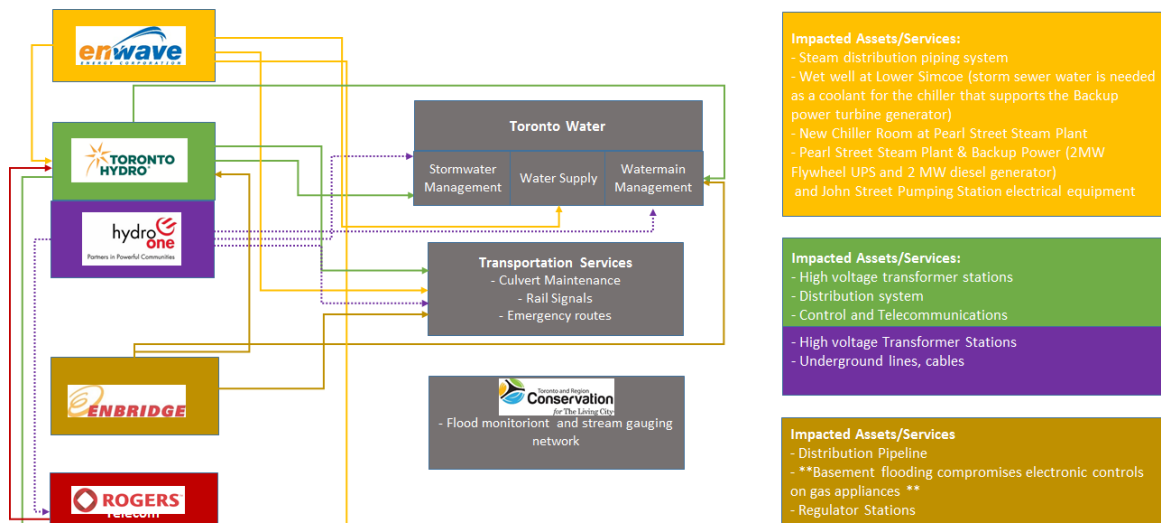 enwave
ENERGY CORPORATION
TORONTO
HYDRO
hydro
one
Partners in Powerful Communities
ENBRIDGE
ROGERS
Telecom
Toronto Water
Stormwater
Management
Water Supply
Watermain
Management
Transportation Services
- Culvert Maintenance
- Rail Signals
- Emergency routes
Toronto and Region
Conservation
for The Living City
- Flood monitoriont and stream gauging
network
Impacted Assets/Services:
- Steam distribution piping system
- Wet well at Lower Simcoe (storm sewer water is needed
as a coolant for the chiller that supports the Backup
power turbine generator)
- New Chiller Room at Pearl Street Steam Plant
- Pearl Street Steam Plant & Backup Power (2MW
Flywheel UPS and 2 MW diesel generator)
and John Street Pumping Station electrical equipment
Impacted Assets/Services:
- High voltage transformer stations
- Distribution system
- Control and Telecommunications
- High voltage Transformer Stations
- Underground lines, cables
Impacted Assets/Services
- Distribution Pipeline
- **Basement flooding compromises electronic controls
on gas appliances **
- Regulator Stations